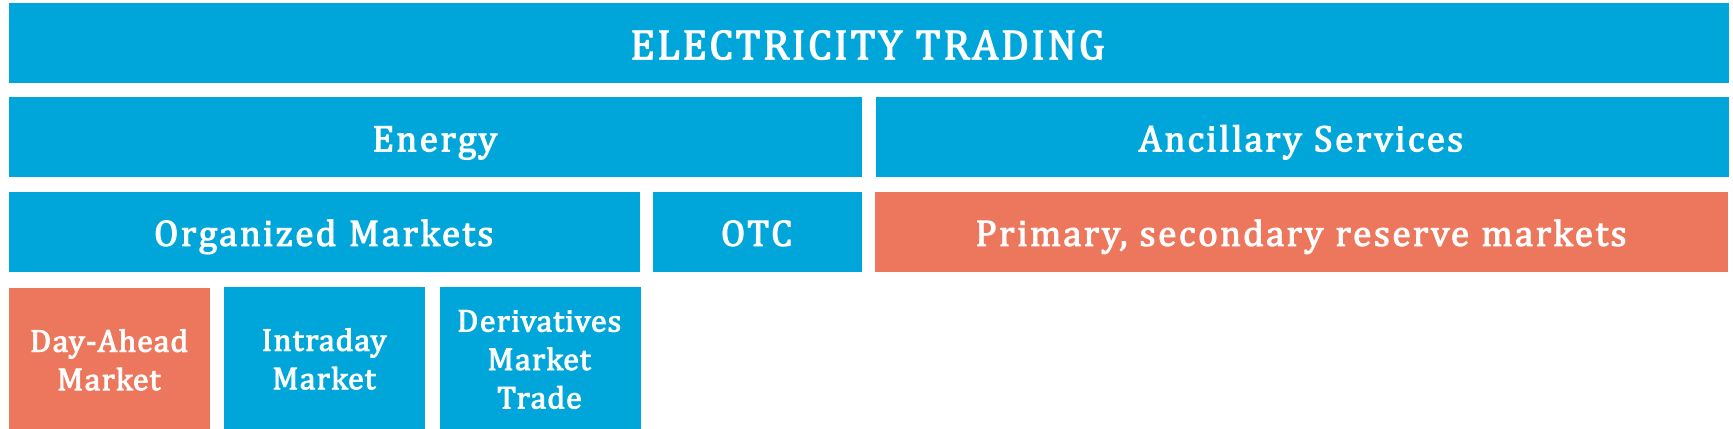 ELECTRICITY TRADING
Energy
Ancillary Services
Organized Markets
OTC
Primary, secondary reserve markets
Day-Ahead
Market
Intraday
Market
Derivatives
Market
Trade